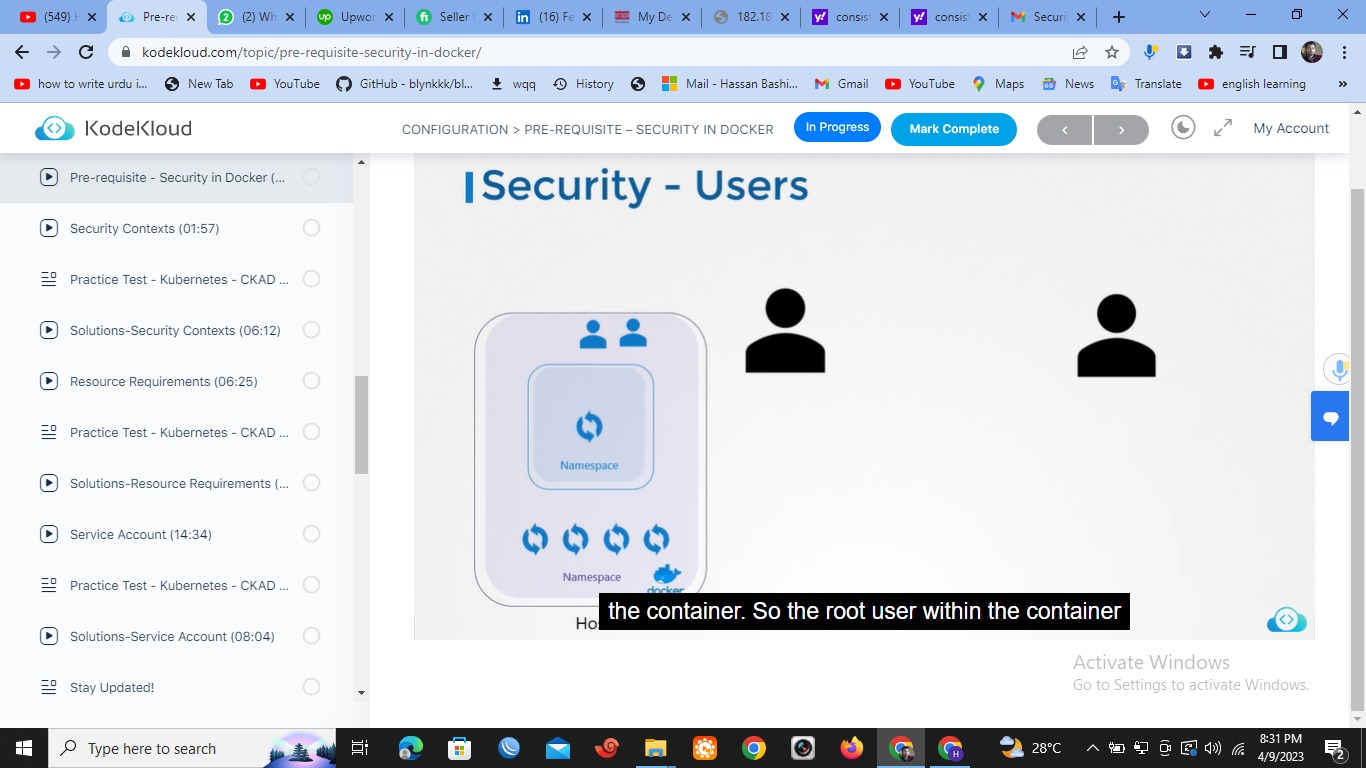 (549) H
Pre-re
(2) Wh
Upwor
Seller
(16) Fe
My De
182.18
consist
consist
Securit
kodekloud.com/topic/pre-requisite-security-in-docker/
how to write urdu i...
New Tab
YouTube
GitHub - blynkkk/bl...
wqq
History
Mail - Hassan Bashi...
Gmail
YouTube
Maps
News
Translate
english learning
KodeKloud
CONFIGURATION > PRE-REQUISITE – SECURITY IN DOCKER
In Progress
Mark Complete
My Account
Pre-requisite - Security in Docker (...
Security Contexts (01:57)
Practice Test - Kubernetes - CKAD ...
Solutions-Security Contexts (06:12)
Resource Requirements (06:25)
Practice Test - Kubernetes - CKAD ...
Solutions-Resource Requirements (...
Service Account (14:34)
Practice Test - Kubernetes - CKAD ...
Solutions-Service Account (08:04)
Stay Updated!
Security - Users
Namespace
Namespace
docker
Hos
the container. So the root user within the container
Activate Windows
Go to Settings to activate Windows.
Type here to search
28°C
8:31 PM
4/9/2023
2